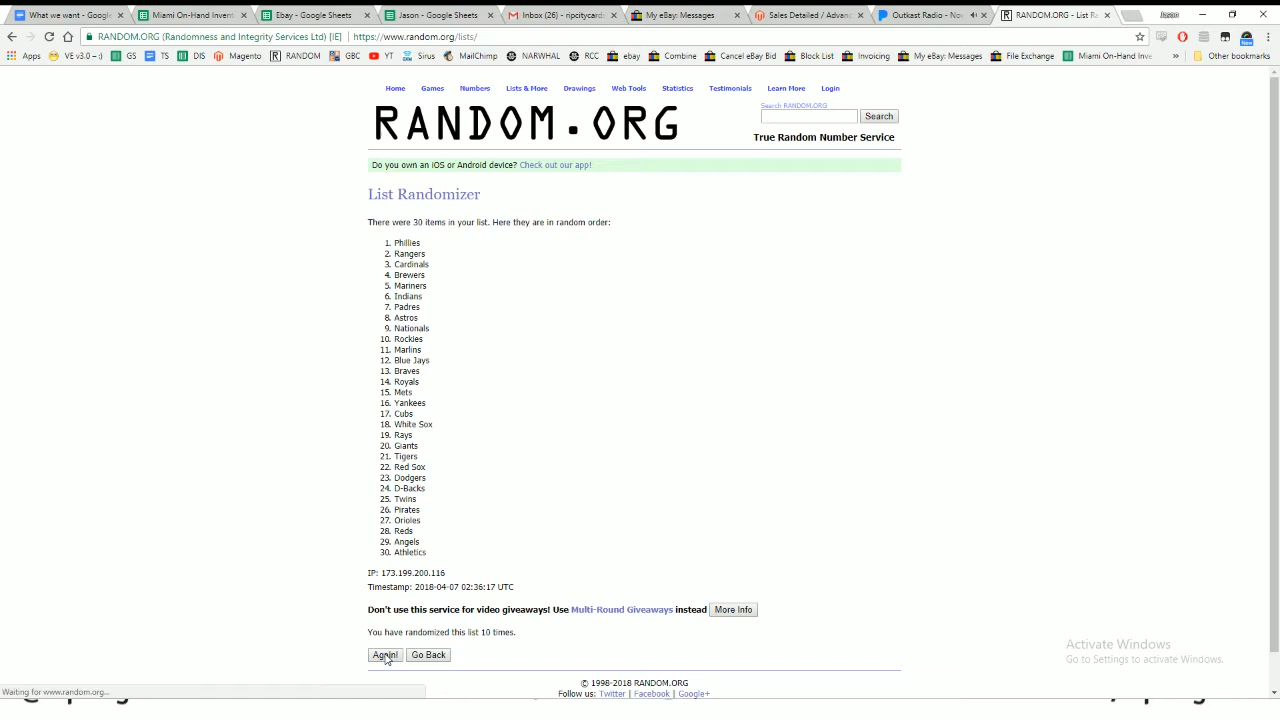 What we want - Googl
Miami On-Hand Invent
Ebay - Google Sheets
Jason - Google Sheets
Inbox (26) - ripcitycard
My eBay: Messages
Sales Detailed / Advan
Outkast Radio - Now
RANDOM.ORG - List Ra
Jason
RANDOM.ORG (Randomness and Integrity Services Ltd) [IE] https://www.random.org/lists/
Apps VE v3.0 – :) GS TS DIS Magento RANDOM GBC YT Sirus MailChimp NARWHAL RCC ebay Combine Cancel eBay Bid Block List Invoicing My eBay: Messages File Exchange Miami On-Hand Inve » Other bookmarks
Home Games Numbers Lists & More Drawings Web Tools Statistics Testimonials Learn More Login
RANDOM.ORG
Search RANDOM.ORG
Search
True Random Number Service
Do you own an iOS or Android device? Check out our app!
List Randomizer
There were 30 items in your list. Here they are in random order:
1. Phillies
2. Rangers
3. Cardinals
4. Brewers
5. Mariners
6. Indians
7. Padres
8. Astros
9. Nationals
10. Rockies
11. Marlins
12. Blue Jays
13. Braves
14. Royals
15. Mets
16. Yankees
17. Cubs
18. White Sox
19. Rays
20. Giants
21. Tigers
22. Red Sox
23. Dodgers
24. D-Backs
25. Twins
26. Pirates
27. Orioles
28. Reds
29. Angels
30. Athletics
IP: 173.199.200.116
Timestamp: 2018-04-07 02:36:17 UTC
Don't use this service for video giveaways! Use Multi-Round Giveaways instead More Info
You have randomized this list 10 times.
Again! Go Back
Activate Windows
Go to Settings to activate Windows.
© 1998-2018 RANDOM.ORG
Waiting for www.random.org...
Follow us: Twitter | Facebook | Google+